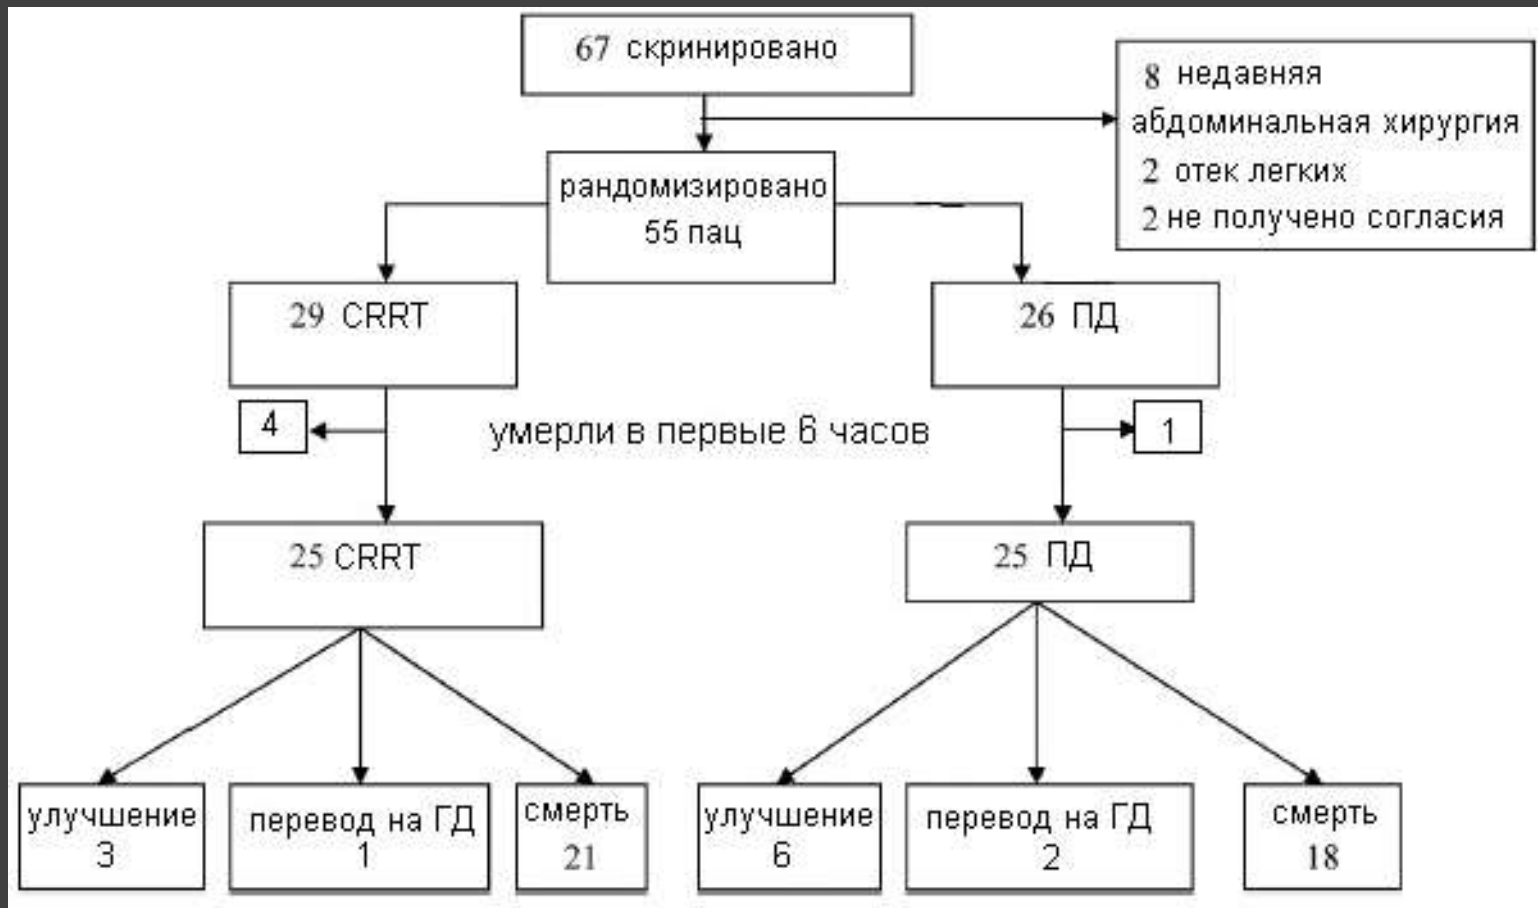 67 скринировано
8 недавняя
абдоминальная хирургия
2 отек легких
2 не получено согласия
рандомизировано
55 пац
29 CRRT
26 ПД
4
умерли в первые 6 часов
1
25 CRRT
25 ПД
улучшение
3
перевод на ГД
1
смерть
21
улучшение
6
перевод на ГД
2
смерть
18